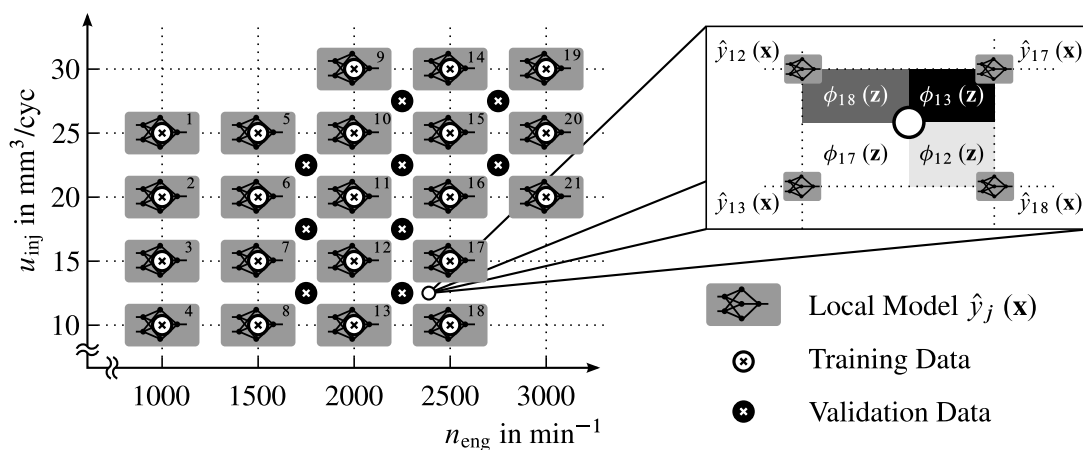 9 14 19
30
1 5 10 15 20
25
2 6 11 16 21
20
3 7 12 17
15
4 8 13 18
10
u_inj in mm³/cyc
1000 1500 2000 2500 3000
n_eng in min⁻¹
ŷ₁₂ (x) ŷ₁₇ (x)
ϕ₁₈ (z) ϕ₁₃ (z)
ϕ₁₇ (z) ϕ₁₂ (z)
ŷ₁₃ (x) ŷ₁₈ (x)
Local Model ŷ_j (x)
Training Data
Validation Data